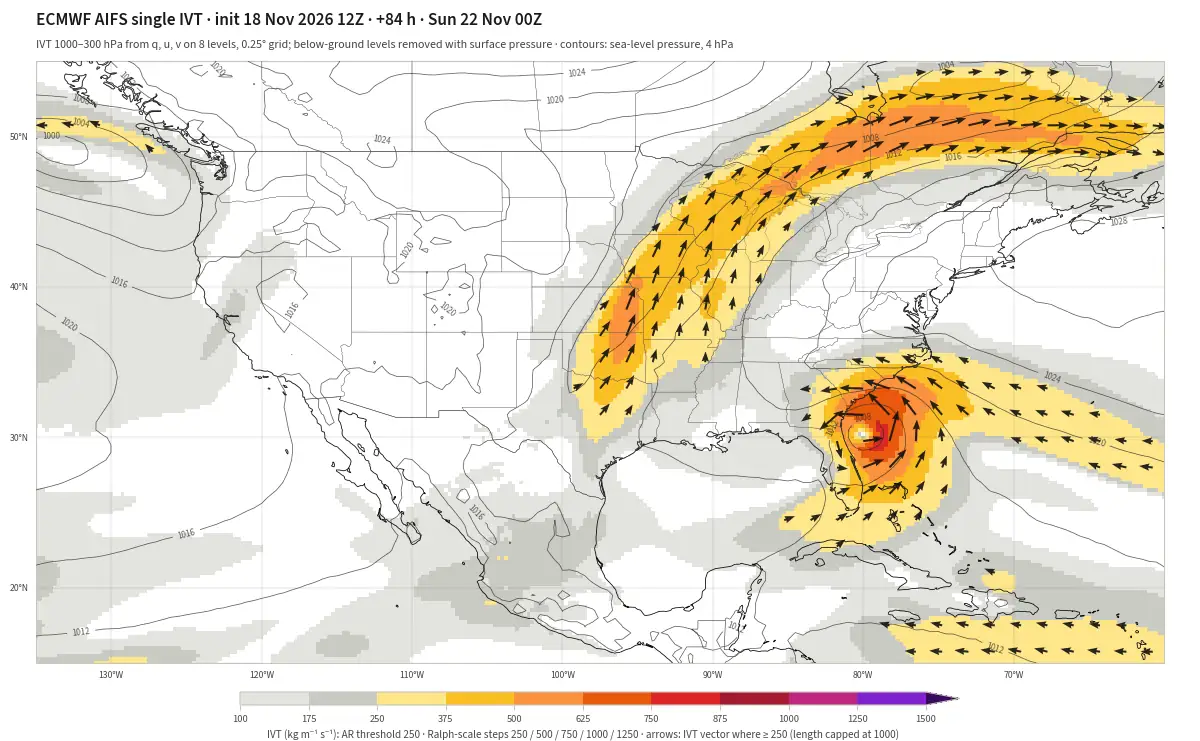 ECMWF AIFS single IVT · init 18 Nov 2026 12Z · +84 h · Sun 22 Nov 00Z
IVT 1000–300 hPa from q, u, v on 8 levels, 0.25° grid; below-ground levels removed with surface pressure · contours: sea-level pressure, 4 hPa
1020
1024
1004
1020
1004
1000
50°N
1024
1008
1012
1016
1028
1020
1016
40°N
1020
1016
1020
1024
1008
30°N
1020
1016
1016
20°N
1012
1012
130°W
120°W
110°W
100°W
90°W
80°W
70°W
100
175
250
375
500
625
750
875
1000
1250
1500
IVT (kg m⁻¹ s⁻¹): AR threshold 250 · Ralph-scale steps 250 / 500 / 750 / 1000 / 1250 · arrows: IVT vector where ≥ 250 (length capped at 1000)